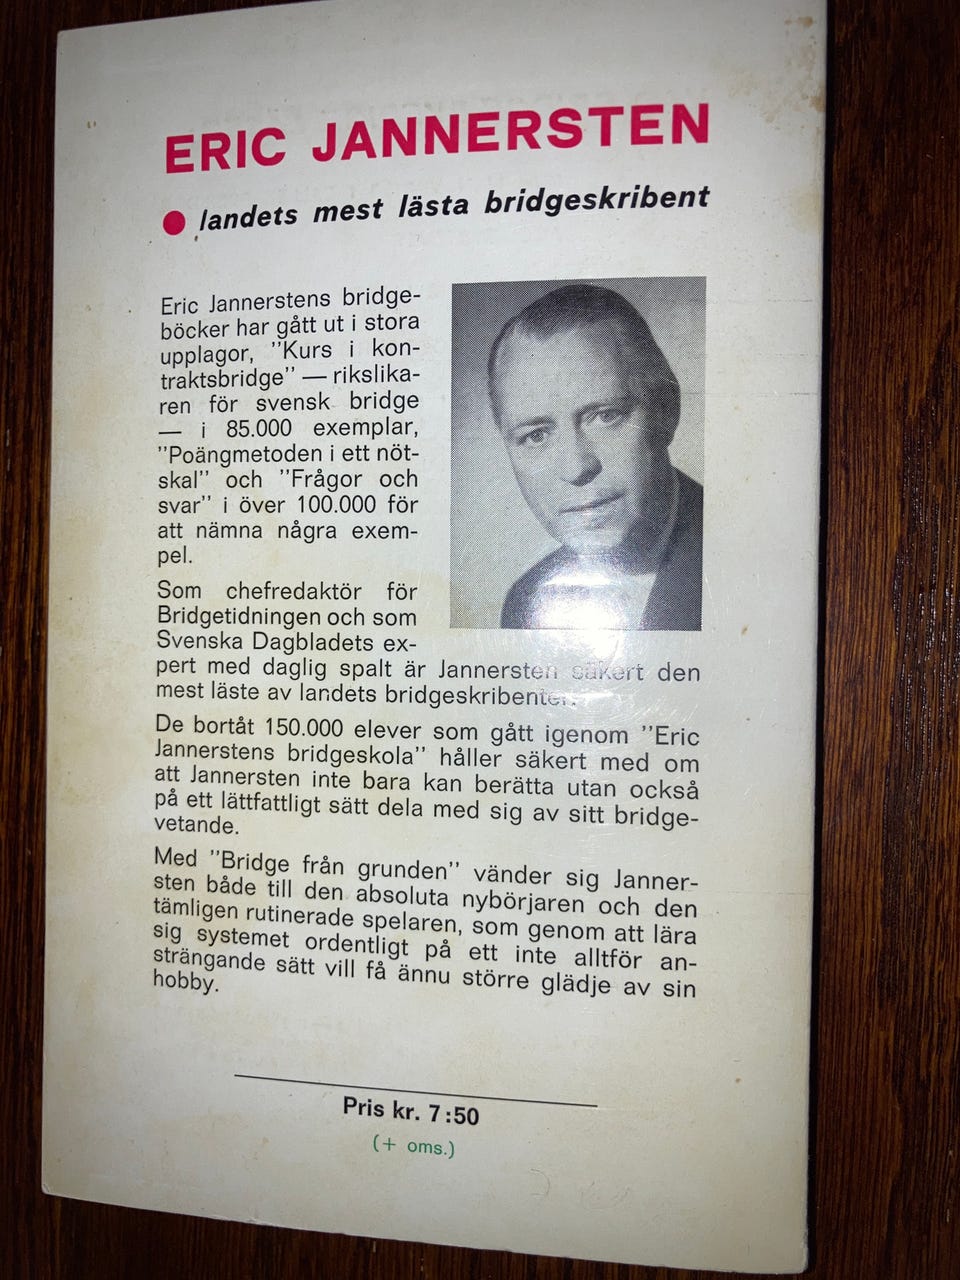 ERIC JANNERSTEN
landets mest lästa bridgeskribent
Eric Jannerstens bridge-
böcker har gått ut i stora
upplagor, "Kurs i kon-
traktsbridge" — rikslika-
ren för svensk bridge
— i 85.000 exemplar,
"Poängmetoden i ett nöt-
skal" och "Frågor och
svar" i över 100.000 för
att nämna några exem-
pel.
Som chefredaktör för
Bridgetidningen och som
Svenska Dagbladets ex-
pert med daglig spalt är Jannersten säkert den
mest läste av landets bridgeskribenter.
De bortåt 150.000 elever som gått igenom "Eric
Jannerstens bridgeskola" håller säkert med om
att Jannersten inte bara kan berätta utan också
på ett lättfattligt sätt dela med sig av sitt bridge-
vetande.
Med "Bridge från grunden" vänder sig Janner-
sten både till den absoluta nybörjaren och den
tämligen rutinerade spelaren, som genom att lära
sig systemet ordentligt på ett inte alltför an-
strängande sätt vill få ännu större glädje av sin
hobby.
Pris kr. 7:50
(+ oms.)